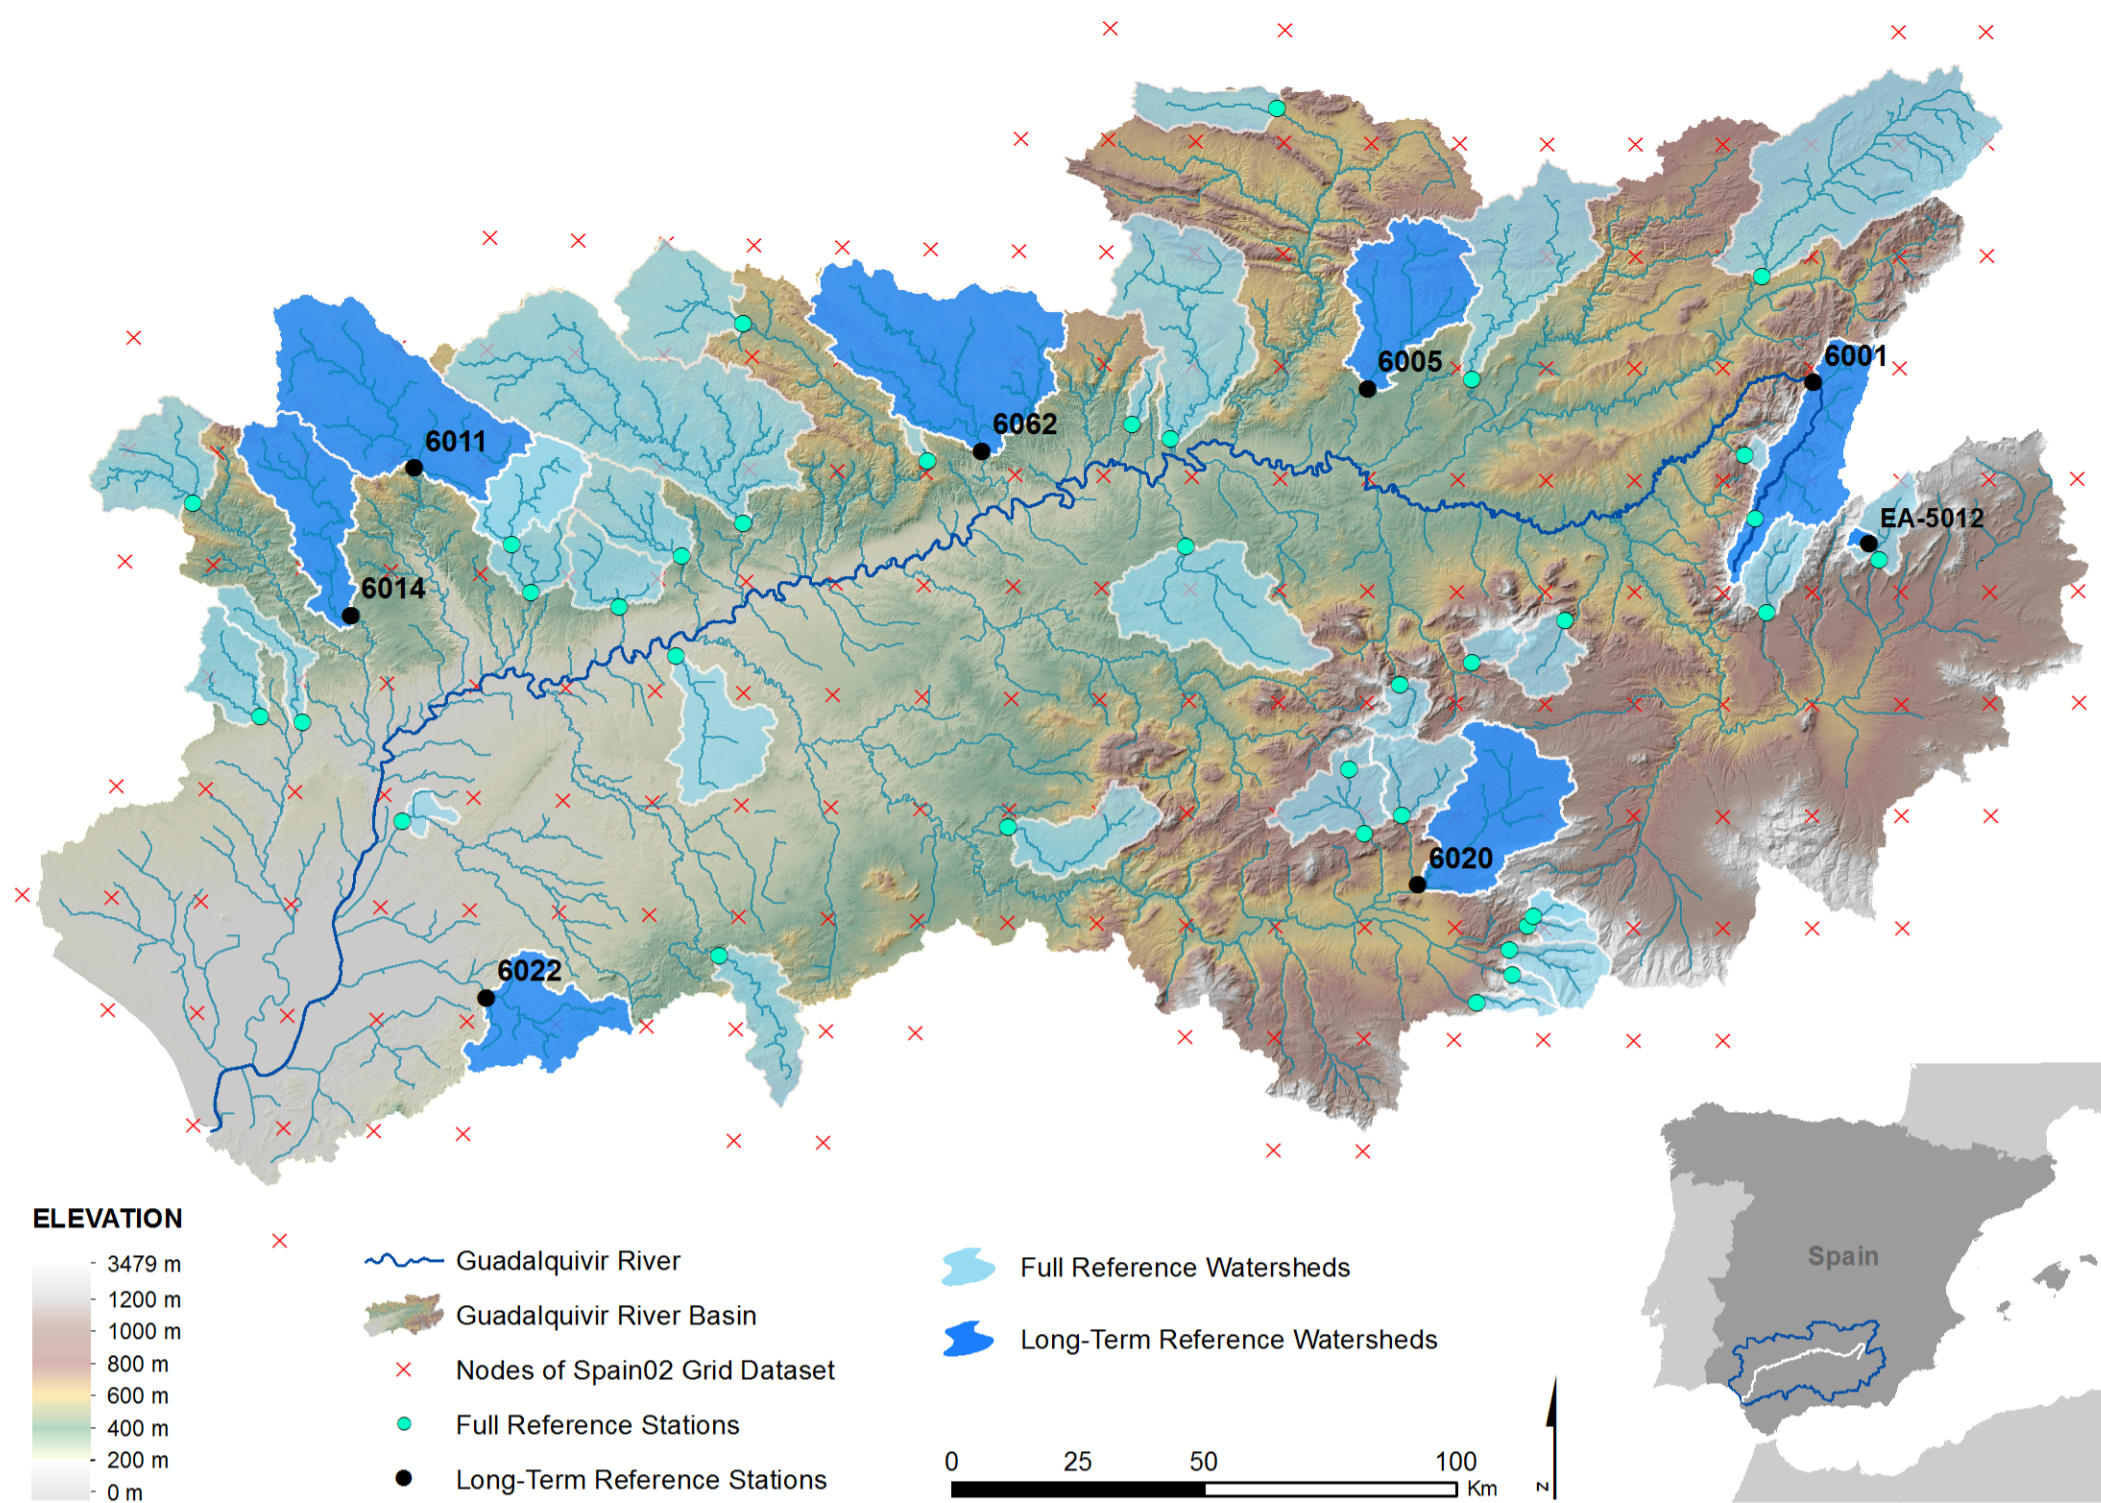 6001
6005
6062
6011
EA-5012
6014
6020
6022
ELEVATION
3479 m
1200 m
1000 m
800 m
600 m
400 m
200 m
0 m
Guadalquivir River
Guadalquivir River Basin
Nodes of Spain02 Grid Dataset
Full Reference Stations
Long-Term Reference Stations
Full Reference Watersheds
Long-Term Reference Watersheds
0 25 50 100
Km
N
Spain